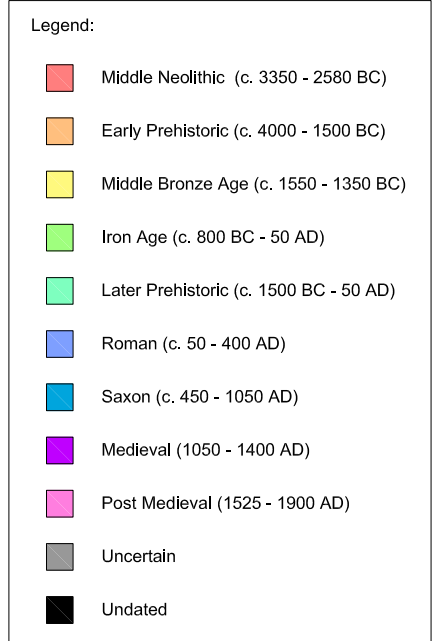 Legend:
Middle Neolithic (c. 3350 - 2580 BC)
Early Prehistoric (c. 4000 - 1500 BC)
Middle Bronze Age (c. 1550 - 1350 BC)
Iron Age (c. 800 BC - 50 AD)
Later Prehistoric (c. 1500 BC - 50 AD)
Roman (c. 50 - 400 AD)
Saxon (c. 450 - 1050 AD)
Medieval (1050 - 1400 AD)
Post Medieval (1525 - 1900 AD)
Uncertain
Undated